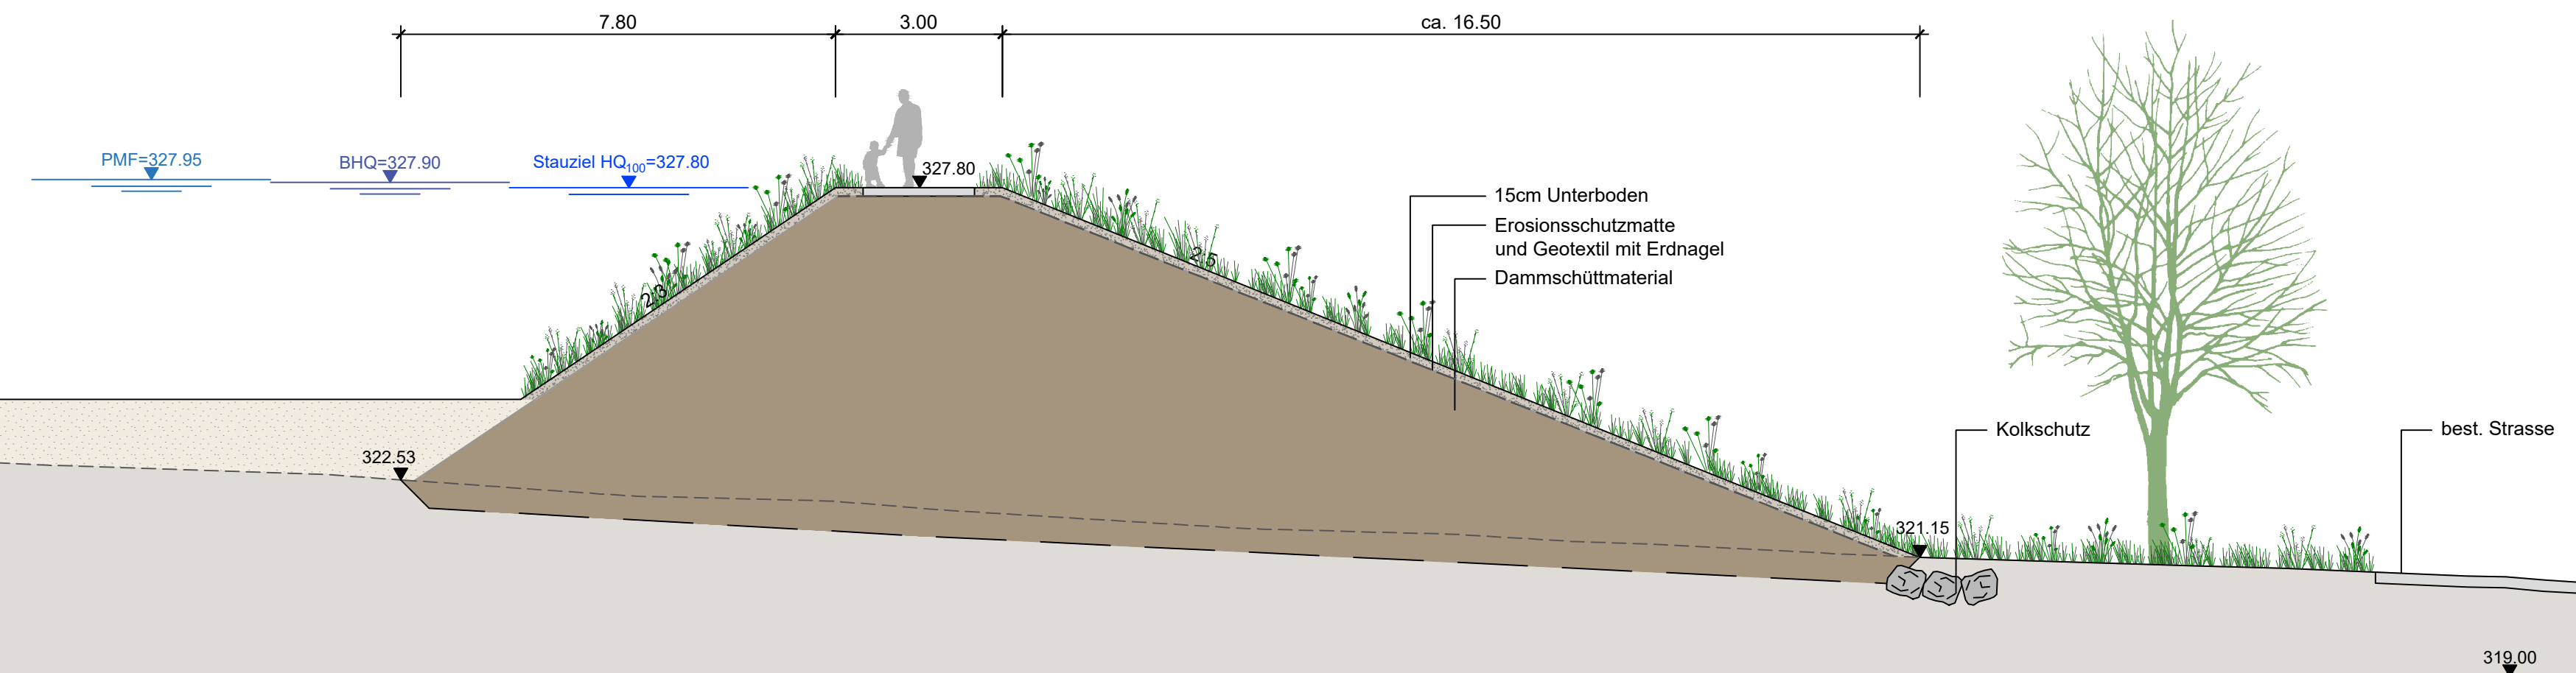 7.80
3.00
ca. 16.50
PMF=327.95
BHQ=327.90
Stauziel HQ100=327.80
327.80
15cm Unterboden
Erosionsschutzmatte
und Geotextil mit Erdnagel
Dammschüttmaterial
2:5
2:3
322.53
Kolkschutz
best. Strasse
321.15
319.00